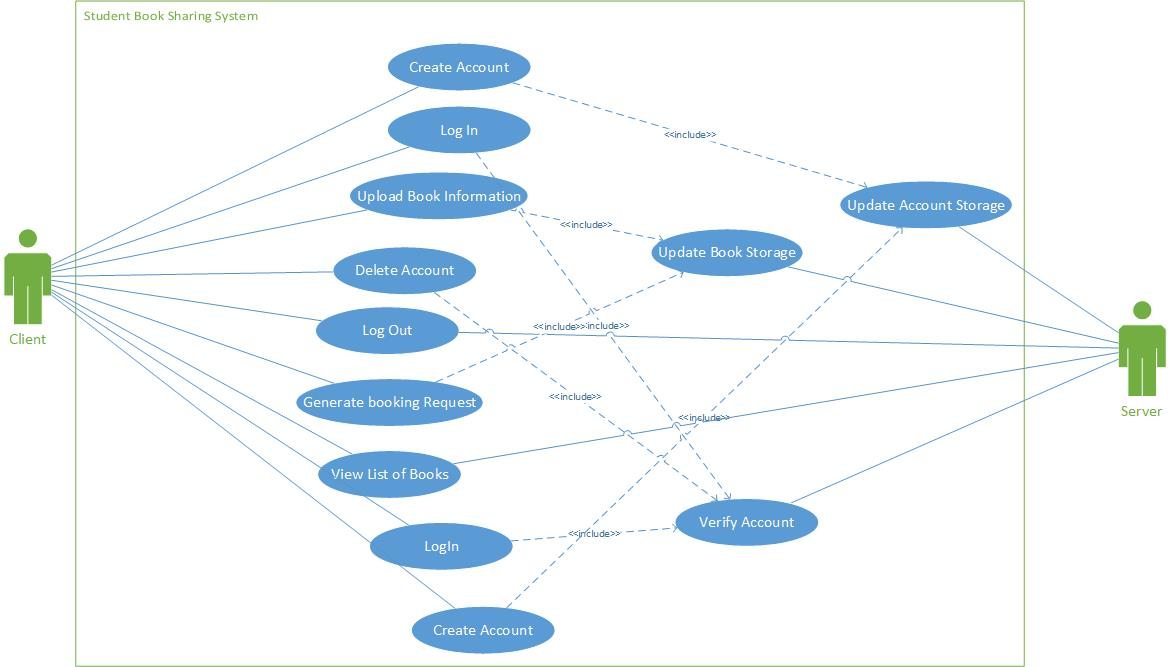 Student Book Sharing System
Create Account
Log In
<<include>>
Upload Book Information
Update Account Storage
<<include>>
Update Book Storage
Delete Account
Client
Log Out
<<include>>
<<include>>
Server
<<include>>
Generate booking Request
<<include>>
View List of Books
Verify Account
<<include>>
LogIn
Create Account